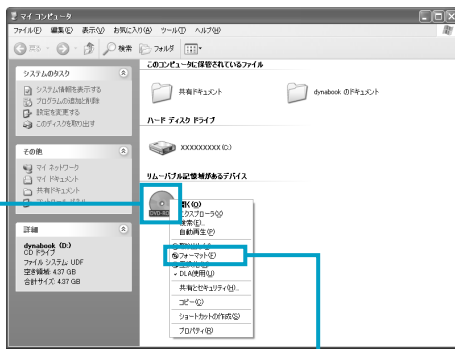 マイ コンピュータ
ファイル(F) 編集(E) 表示(V) お気に入り(A) ツール(T) ヘルプ(H)
戻る 検索 フォルダ
システムのタスク
システム情報を表示する
プログラムの追加と削除
設定を変更する
このディスクを取り出す
その他
マイ ネットワーク
マイ ドキュメント
共有ドキュメント
コントロール パネル
詳細
dynabook (D:)
CD ドライブ
ファイル システム: UDF
空き領域: 4.37 GB
合計サイズ: 4.37 GB
このコンピュータに保管されているファイル
共有ドキュメント
dynabook のドキュメント
ハード ディスク ドライブ
XXXXXXXXX (C:)
リムーバブル記憶域があるデバイス
開く(O)
エクスプローラ(X)
検索(E)...
自動再生(P)
フォーマット(F)
DLA使用(U)
共有とセキュリティ(H)...
コピー(C)
ショートカットの作成(S)
プロパティ(R)